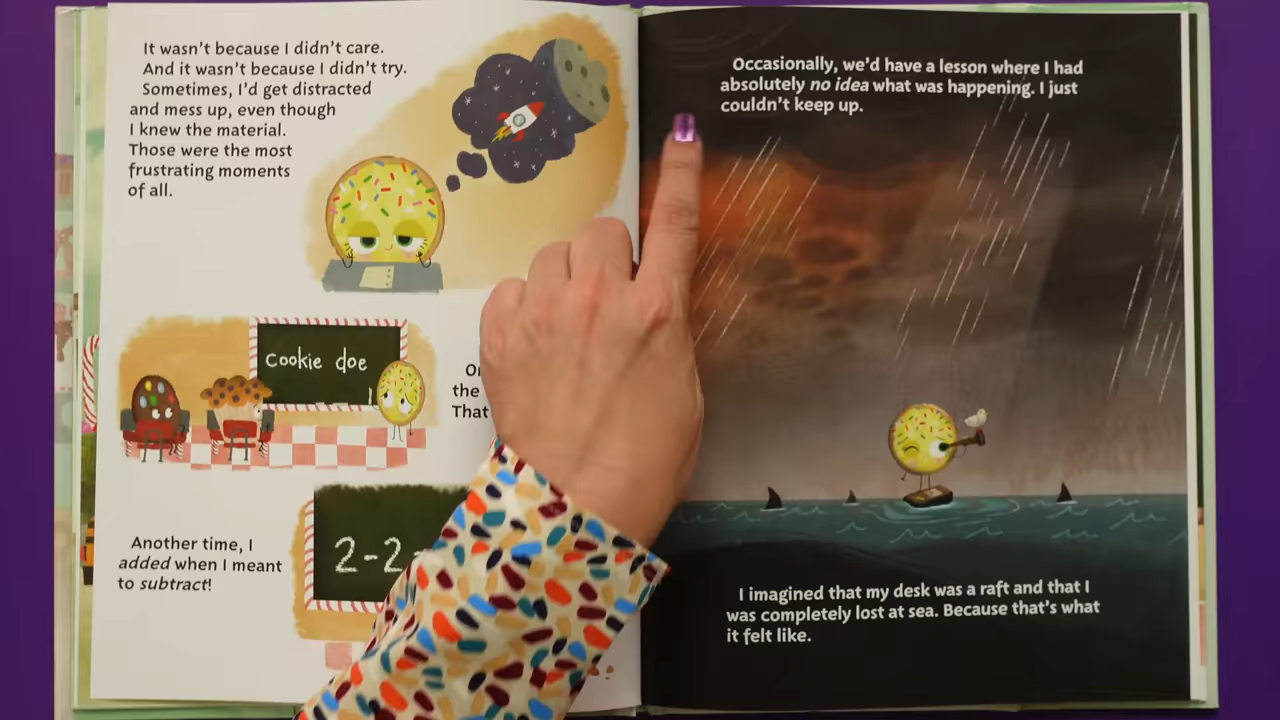 It wasn't because I didn't care.
And it wasn't because I didn't try.
Sometimes, I'd get distracted
and mess up, even though
I knew the material.
Those were the most
frustrating moments
of all.
cookie doe
the
That
Another time, I
added when I meant
to subtract!
2-2
Occasionally, we'd have a lesson where I had
absolutely no idea what was happening. I just
couldn't keep up.
I imagined that my desk was a raft and that I
was completely lost at sea. Because that's what
it felt like.